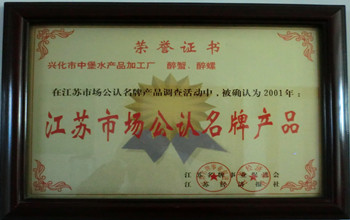 荣誉证书
兴化市中堡水产品加工厂 醉蟹、醉螺
在江苏市场公认名牌产品调查活动中，被确认为2001年：
江苏市场公认名牌产品